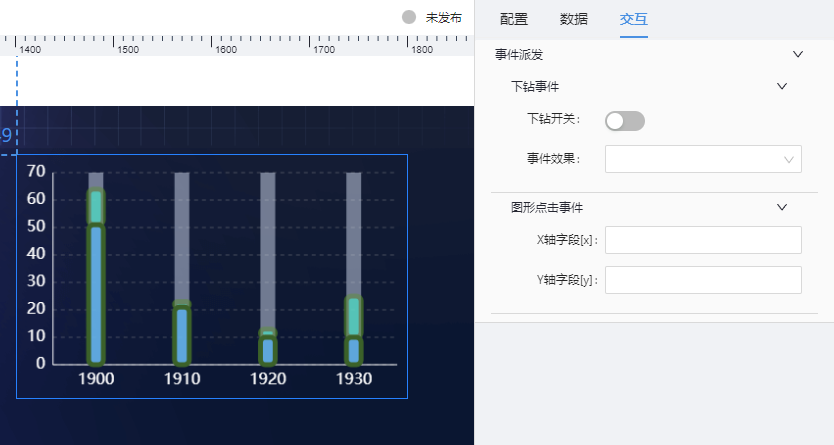 未发布
配置 数据 交互
1400 1500 1600 1700 1800
事件派发
下钻事件
下钻开关：
事件效果：
图形点击事件
X轴字段[x]：
Y轴字段[y]：
9
70
60
50
40
30
20
10
0
1900 1910 1920 1930